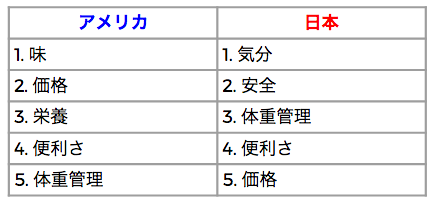 アメリカ 日本
1. 味 1. 気分
2. 価格 2. 安全
3. 栄養 3. 体重管理
4. 便利さ 4. 便利さ
5. 体重管理 5. 価格